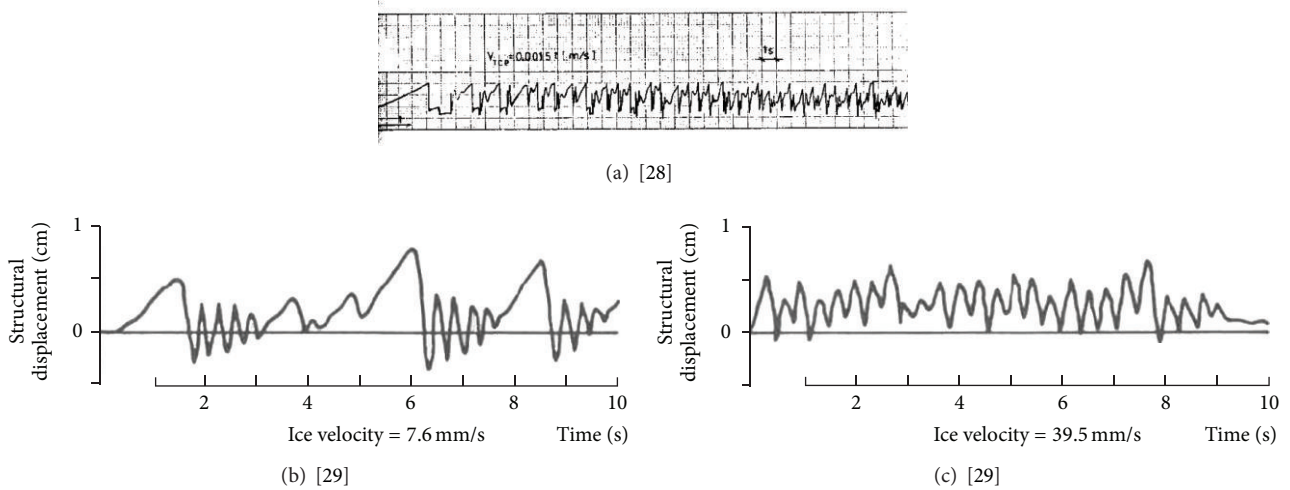 V_ICE = 0.0015 t [m/s]
1s
(a) [28]
1
0
Structural
displacement (cm)
2 4 6 8 10
Ice velocity = 7.6 mm/s Time (s)
(b) [29]
1
0
Structural
displacement (cm)
2 4 6 8 10
Ice velocity = 39.5 mm/s Time (s)
(c) [29]